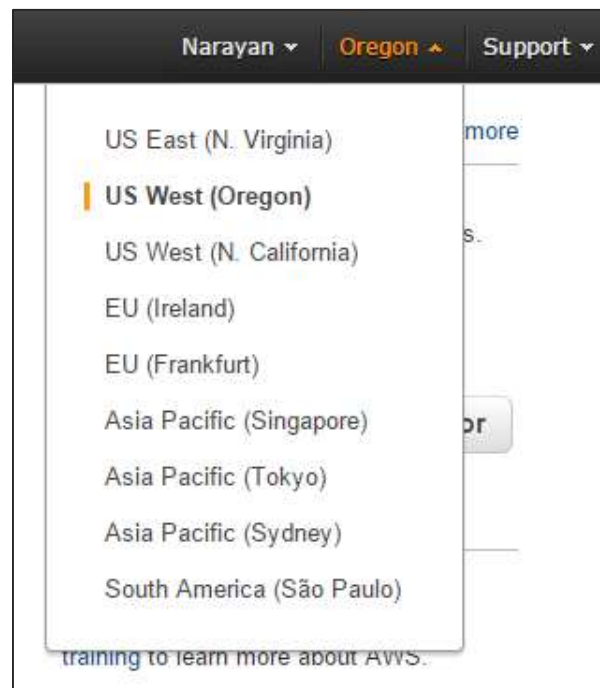 Narayan Oregon Support
US East (N. Virginia)
more
US West (Oregon)
s.
US West (N. California)
EU (Ireland)
EU (Frankfurt)
Asia Pacific (Singapore)
or
Asia Pacific (Tokyo)
Asia Pacific (Sydney)
South America (São Paulo)
training to learn more about AWS.